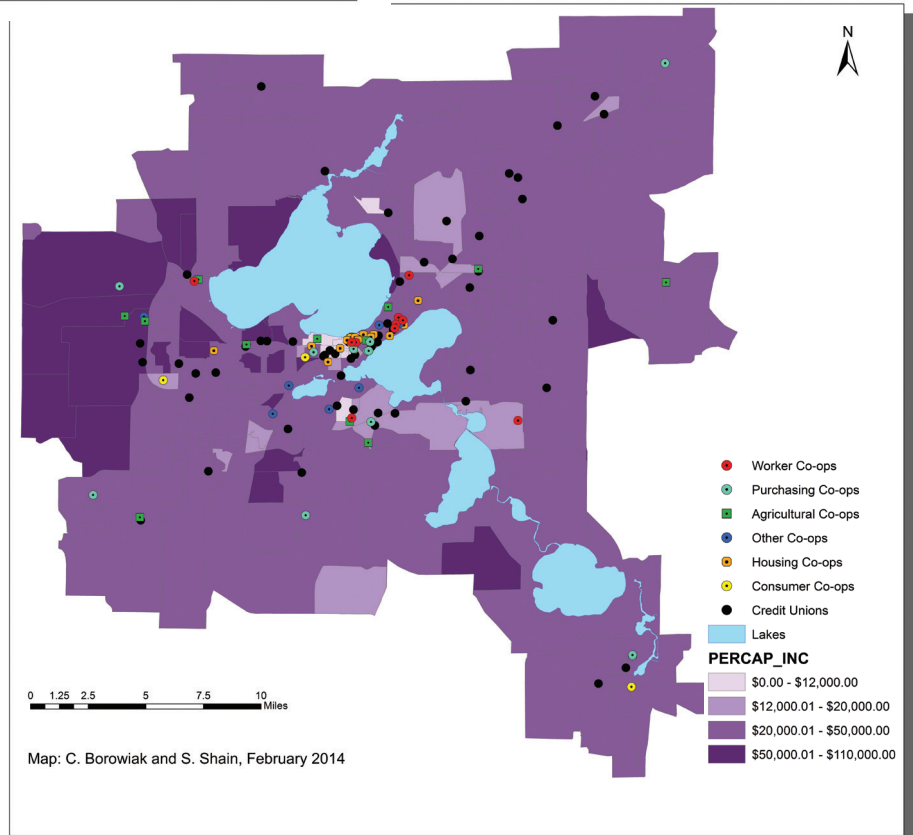 N
Worker Co-ops
Purchasing Co-ops
Agricultural Co-ops
Other Co-ops
Housing Co-ops
Consumer Co-ops
Credit Unions
Lakes
PERCAP_INC
$0.00 - $12,000.00
$12,000.01 - $20,000.00
$20,000.01 - $50,000.00
$50,000.01 - $110,000.00
0 1.25 2.5 5 7.5 10
Miles
Map: C. Borowiak and S. Shain, February 2014